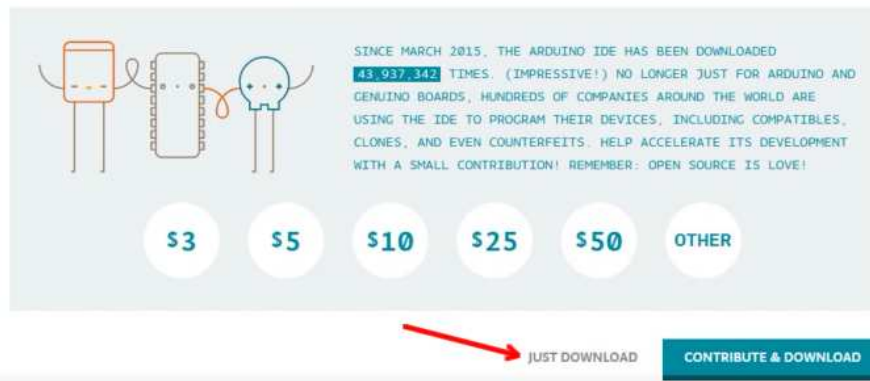 SINCE MARCH 2015, THE ARDUINO IDE HAS BEEN DOWNLOADED
43,937,342 TIMES. (IMPRESSIVE!) NO LONGER JUST FOR ARDUINO AND
GENUINO BOARDS, HUNDREDS OF COMPANIES AROUND THE WORLD ARE
USING THE IDE TO PROGRAM THEIR DEVICES, INCLUDING COMPATIBLES,
CLONES, AND EVEN COUNTERFEITS. HELP ACCELERATE ITS DEVELOPMENT
WITH A SMALL CONTRIBUTION! REMEMBER: OPEN SOURCE IS LOVE!
$3 $5 $10 $25 $50 OTHER
JUST DOWNLOAD CONTRIBUTE & DOWNLOAD